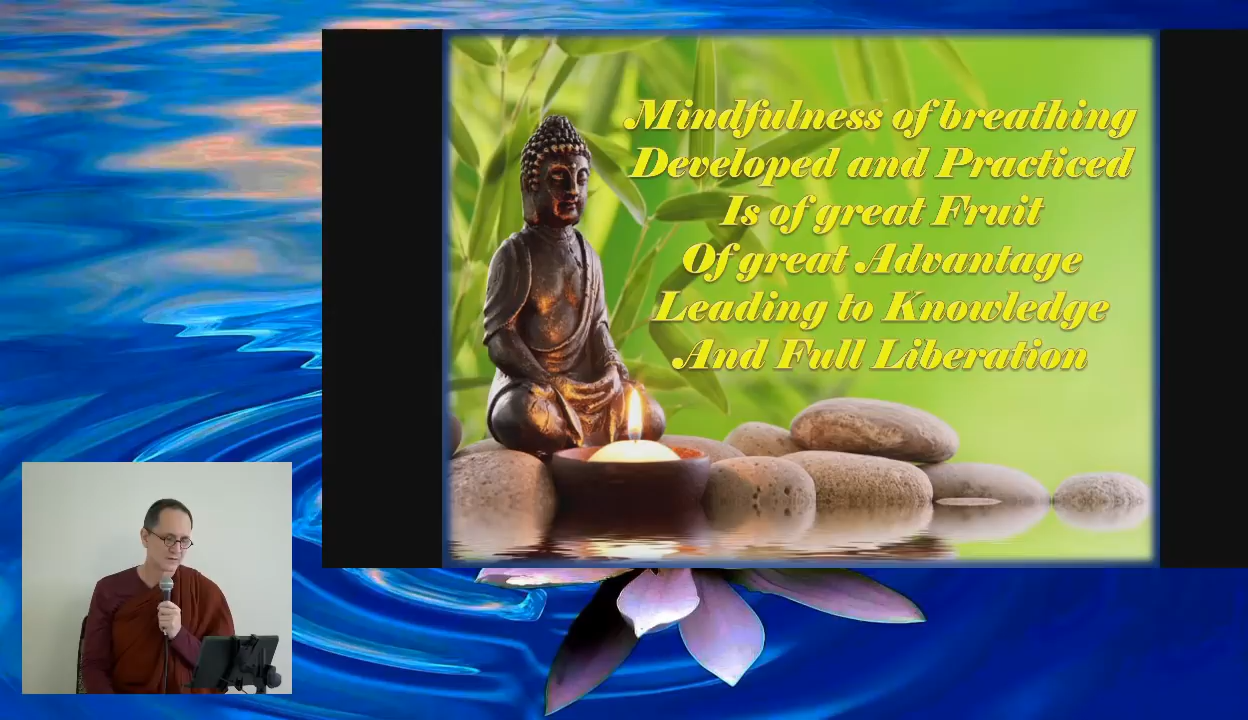 Mindfulness of breathing
Developed and Practiced
Is of great Fruit
Of great Advantage
Leading to Knowledge
And Full Liberation